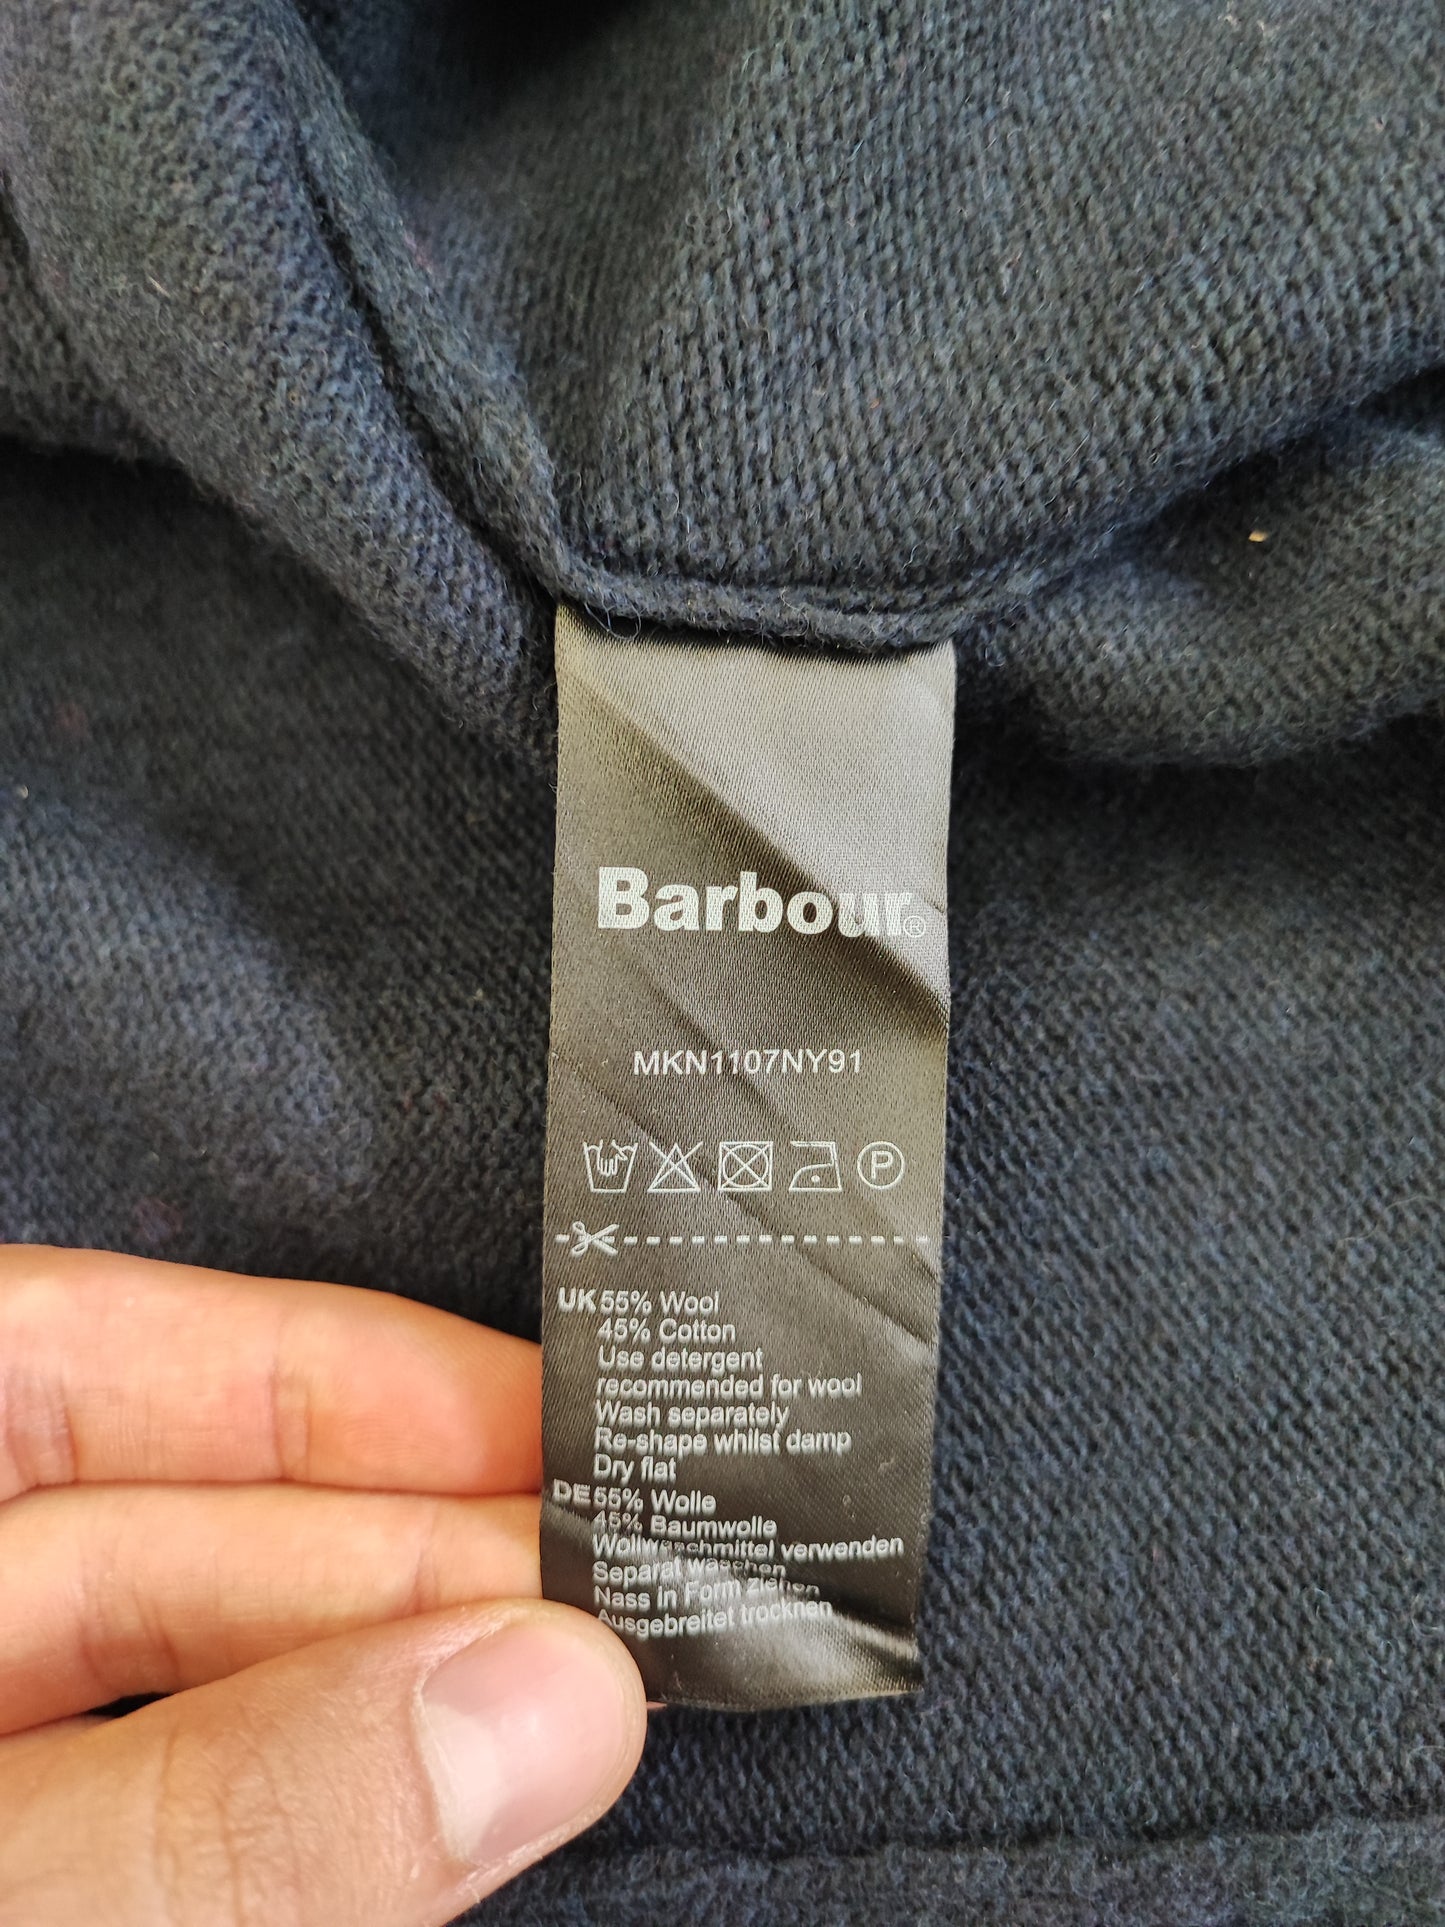 Barbour®
MKN1107NY91
P
UK 55% Wool
45% Cotton
Use detergent
recommended for wool
Wash separately
Re-shape whilst damp
Dry flat
DE 55% Wolle
45% Baumwolle
Wollwaschmittel verwenden
Separat waschen
Nass in Form ziehen
Ausgebreitet trocknen